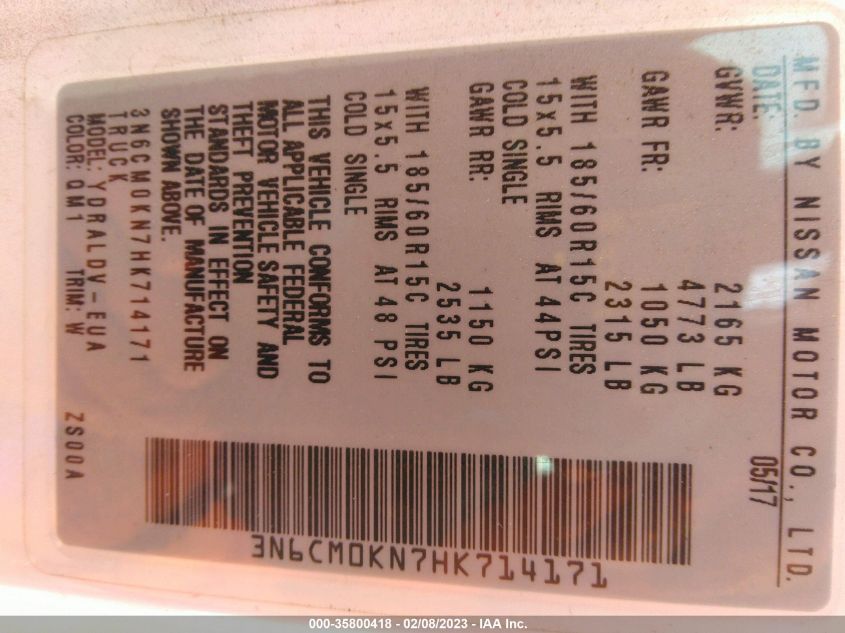 MFD. BY NISSAN MOTOR CO., LTD.
DATE: 05/17
GVWR: 2165 KG
4773 LB
GAWR FR: 1050 KG
2315 LB
WITH 185/60R15C TIRES
15x5.5 RIMS AT 44PSI
COLD SINGLE
GAWR RR: 1150 KG
2535 LB
WITH 185/60R15C TIRES
15x5.5 RIMS AT 48 PSI
COLD SINGLE
THIS VEHICLE CONFORMS TO
ALL APPLICABLE FEDERAL
MOTOR VEHICLE SAFETY AND
THEFT PREVENTION
STANDARDS IN EFFECT ON
THE DATE OF MANUFACTURE
SHOWN ABOVE.
3N6CM0KN7HK714171
TRUCK
MODEL: YDRALDV-EUA
COLOR: QM1 TRIM: W ZS00A
3N6CM0KN7HK714171
000-35800418 - 02/08/2023 - IAA Inc.